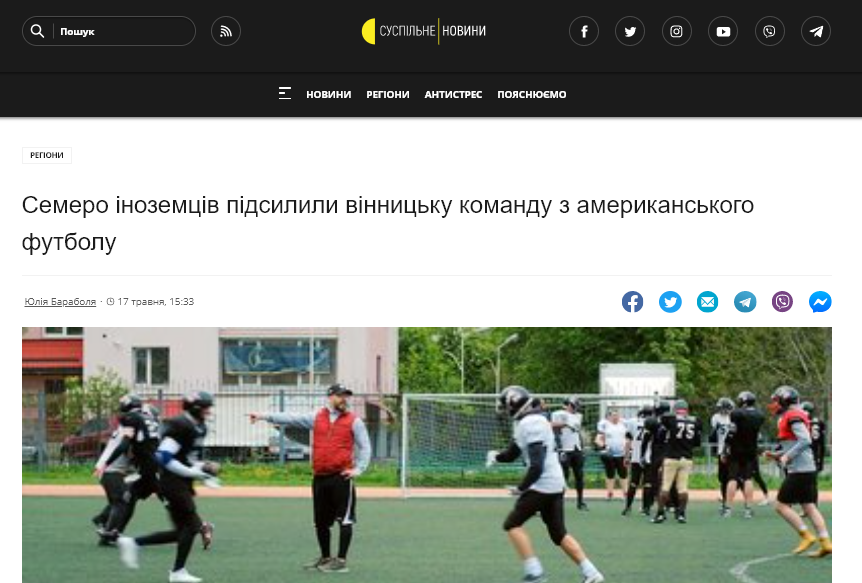 Пошук
СУСПІЛЬНЕ НОВИНИ
НОВИНИ РЕГІОНИ АНТИСТРЕС ПОЯСНЮЄМО
РЕГІОНИ
Семеро іноземців підсилили вінницьку команду з американського
футболу
Юлія Бараболя · 17 травня, 15:33
75